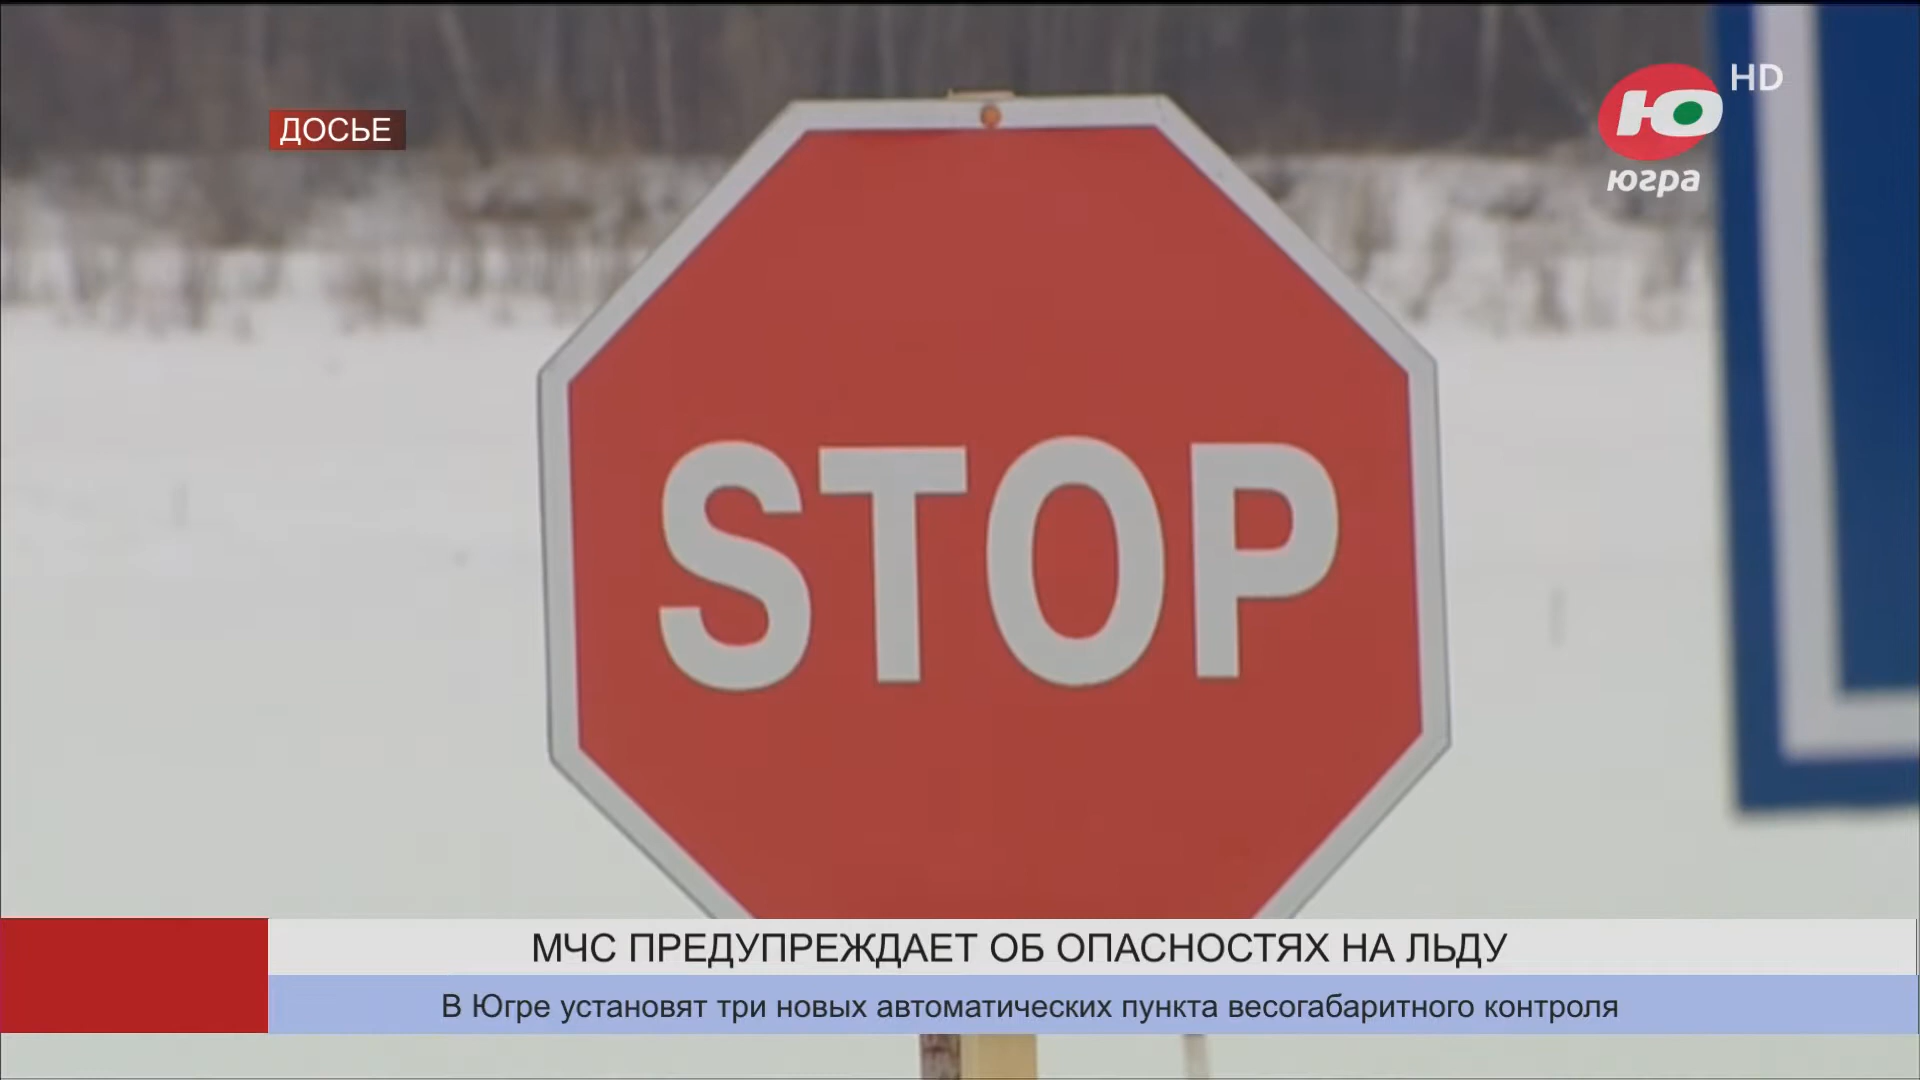 ДОСЬЕ
Ю HD
югра
STOP
МЧС ПРЕДУПРЕЖДАЕТ ОБ ОПАСНОСТЯХ НА ЛЬДУ
В Югре установят три новых автоматических пункта весогабаритного контроля